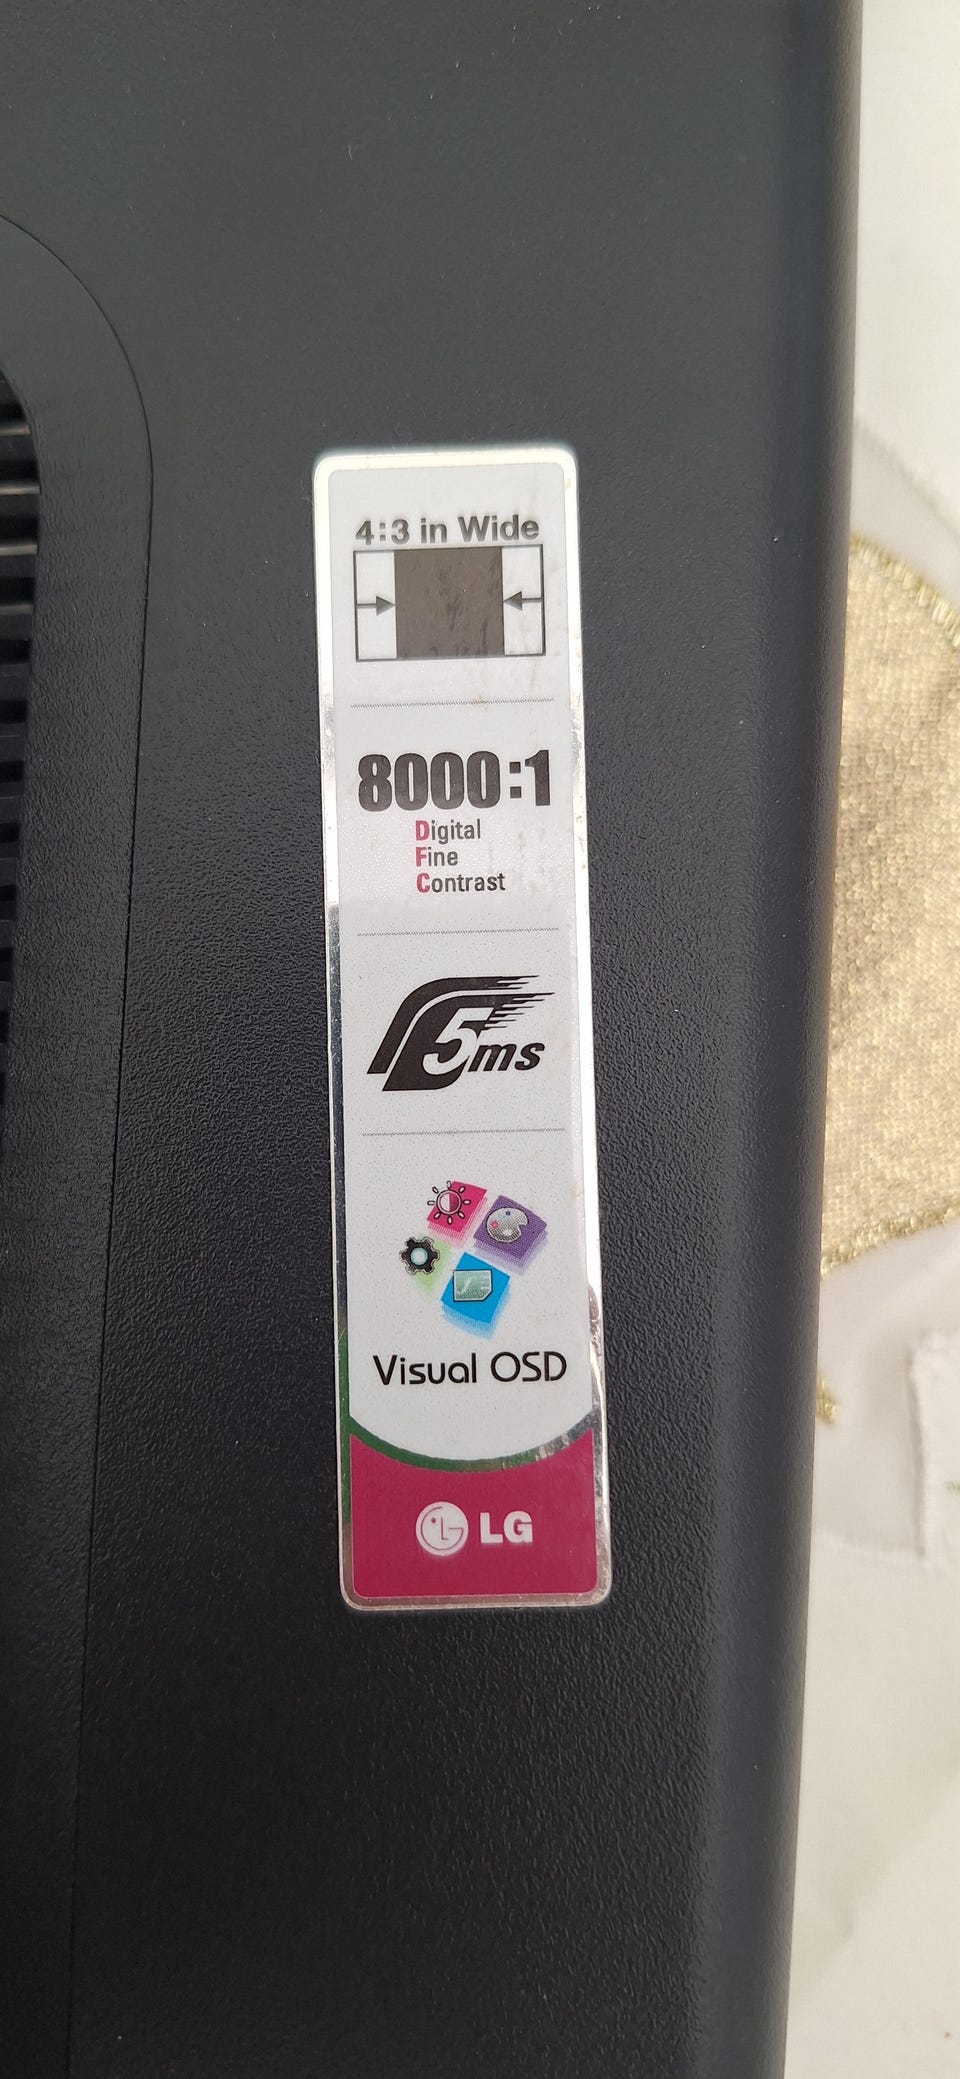 4:3 in Wide
8000:1
Digital
Fine
Contrast
5ms
Visual OSD
LG